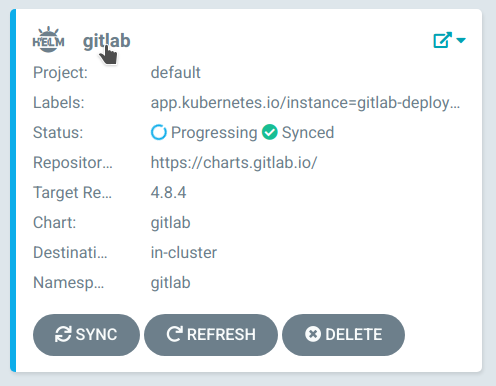 HELM gitlab
Project: default
Labels: app.kubernetes.io/instance=gitlab-deploy...
Status: Progressing Synced
Repositor... https://charts.gitlab.io/
Target Re... 4.8.4
Chart: gitlab
Destinati... in-cluster
Namesp... gitlab
SYNC REFRESH DELETE